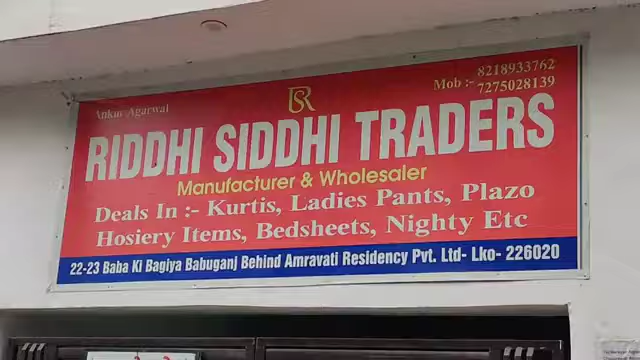 Ankur Agarwal
SR
Mob :- 8218933762
7275028139
RIDDHI SIDDHI TRADERS
Manufacturer & Wholesaler
Deals In :- Kurtis, Ladies Pants, Plazo
Hosiery Items, Bedsheets, Nighty Etc
22-23 Baba Ki Bagiya Babuganj Behind Amravati Residency Pvt. Ltd- Lko- 226020